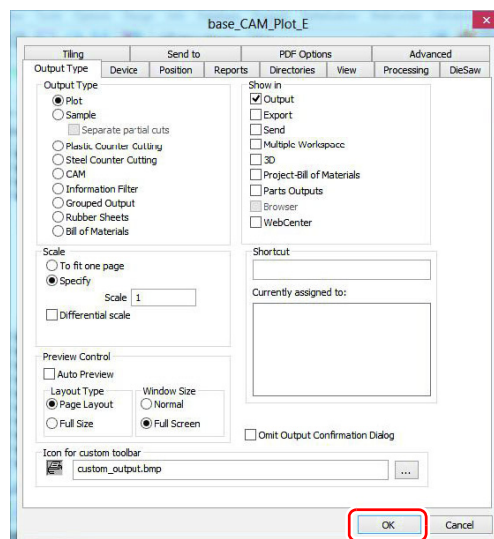 base_CAM_Plot_E
Tiling Send to PDF Options Advanced
Output Type Device Position Reports Directories View Processing DieSaw
Output Type
Plot
Sample
Separate partial cuts
Plastic Counter Cutting
Steel Counter Cutting
CAM
Information Filter
Grouped Output
Rubber Sheets
Bill of Materials
Show in
Output
Export
Send
Multiple Workspace
3D
Project-Bill of Materials
Parts Outputs
Browser
WebCenter
Scale
To fit one page
Specify
Scale 1
Differential scale
Shortcut
Currently assigned to:
Preview Control
Auto Preview
Layout Type
Page Layout
Full Size
Window Size
Normal
Full Screen
Omit Output Confirmation Dialog
Icon for custom toolbar
custom_output.bmp ...
OK Cancel